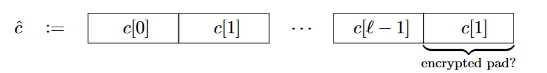 ĉ := c[0] c[1] ⋯ c[ℓ − 1] c[1]
encrypted pad?